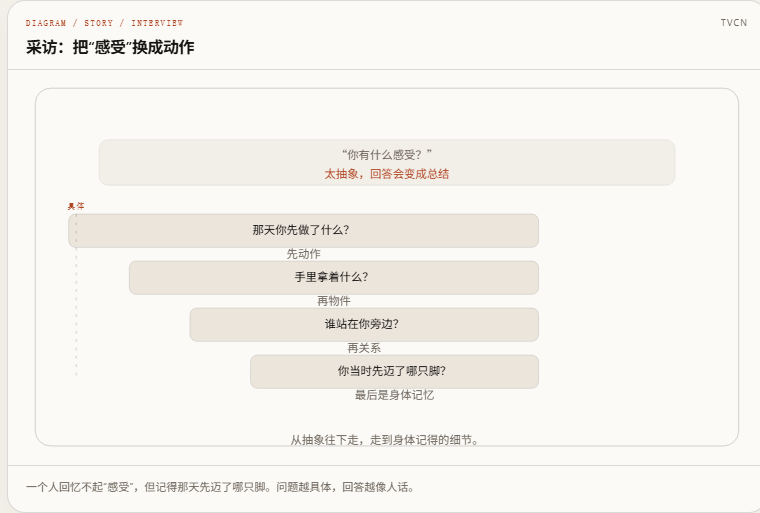 DIAGRAM / STORY / INTERVIEW
TVCN
采访：把“感受”换成动作
“你有什么感受？”
太抽象，回答会变成总结
具体
那天你先做了什么？
先动作
手里拿着什么？
再物件
谁站在你旁边？
再关系
你当时先迈了哪只脚？
最后是身体记忆
从抽象往下走，走到身体记得的细节。
一个人回忆不起“感受”，但记得那天先迈了哪只脚。问题越具体，回答越像人话。